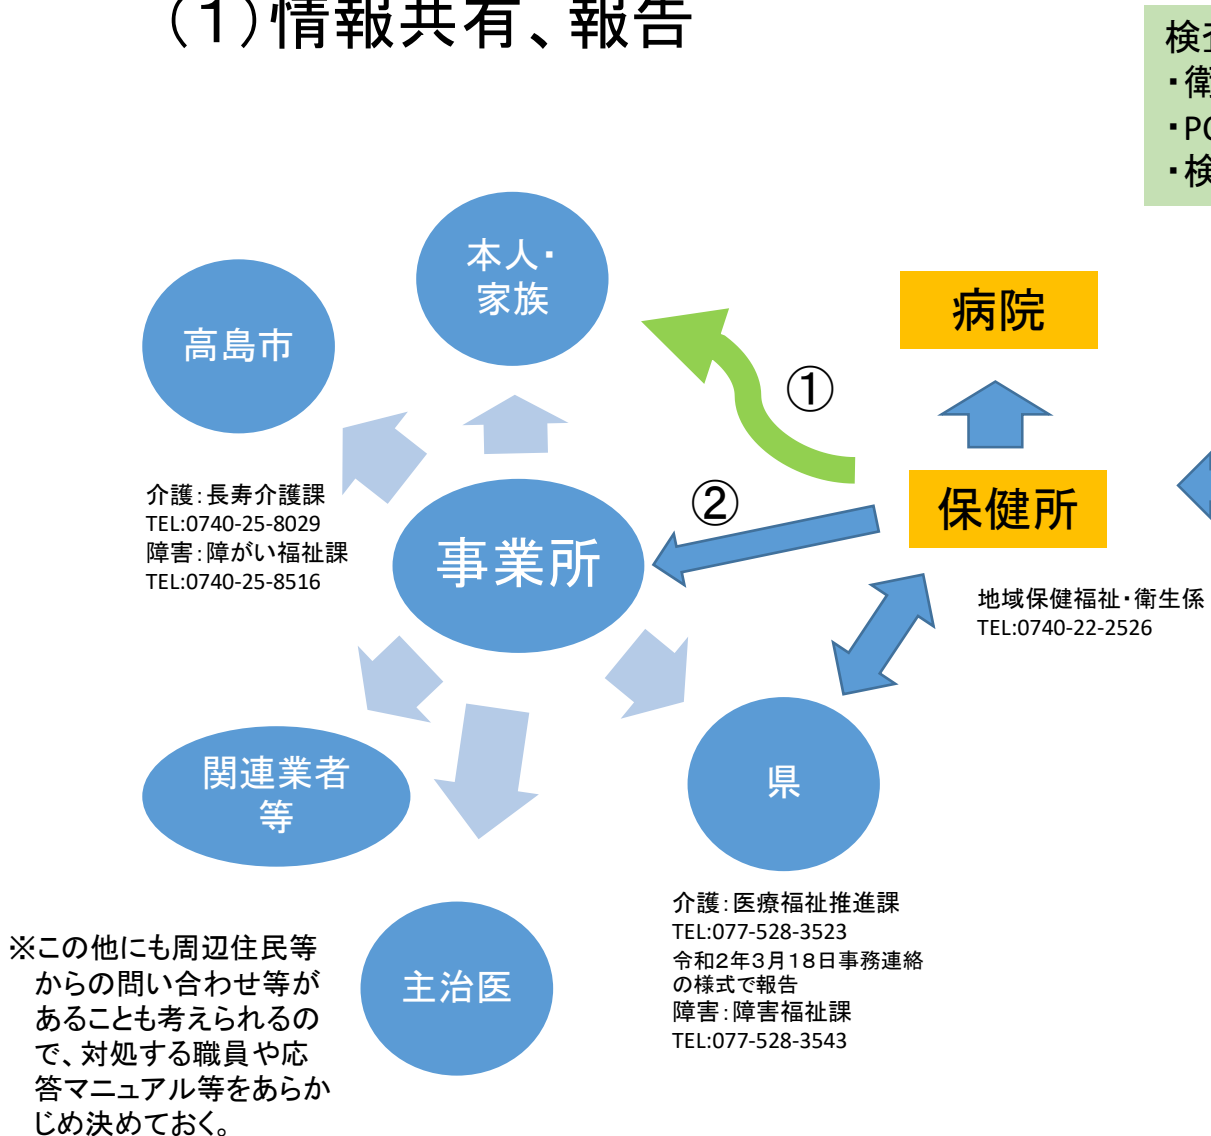 (1)情報共有、報告
・衛
・PC
・検
本人・
家族
高島市
病院
①
介護:長寿介護課
TEL:0740-25-8029
障害:障がい福祉課
TEL:0740-25-8516
②
保健所
事業所
地域保健福祉・衛生係
TEL:0740-22-2526
関連業者
等
県
介護:医療福祉推進課
TEL:077-528-3523
令和2年3月18日事務連絡
の様式で報告
障害:障害福祉課
TEL:077-528-3543
主治医
※この他にも周辺住民等
からの問い合わせ等が
あることも考えられるの
で、対処する職員や応
答マニュアル等をあらか
じめ決めておく。